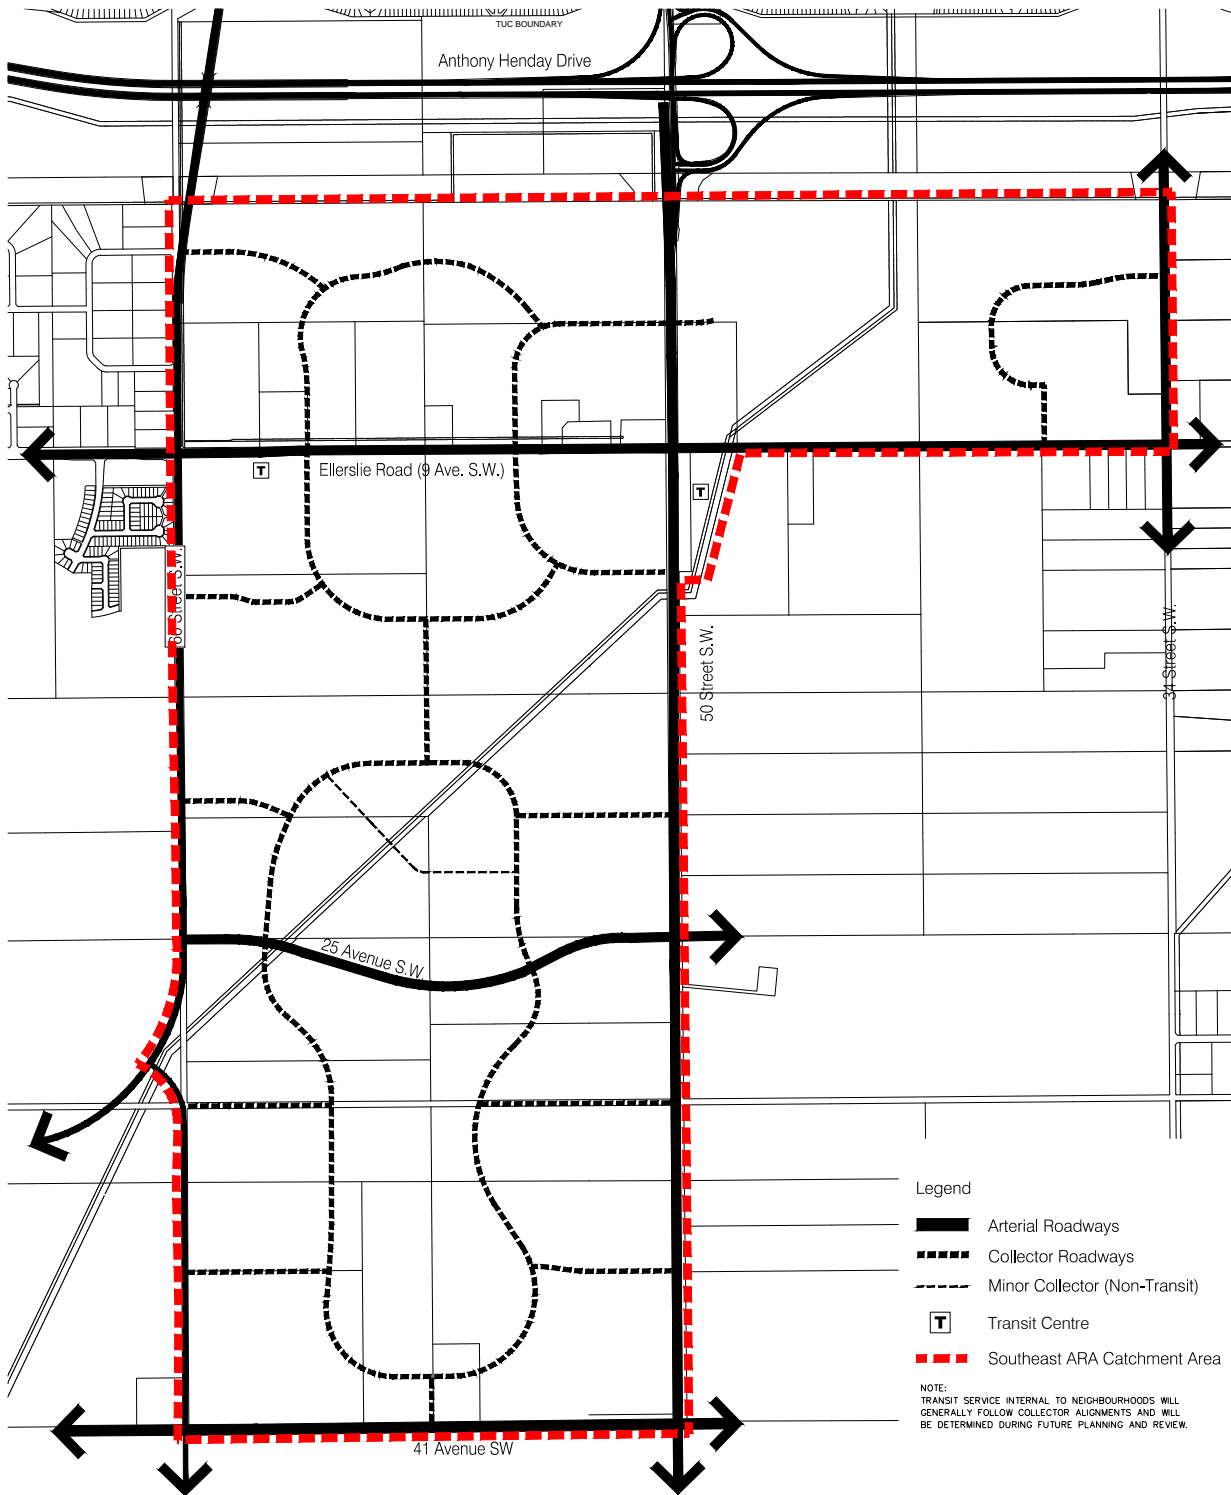 TUC BOUNDARY
Anthony Henday Drive
T
Ellerslie Road (9 Ave. S.W.)
T
66 Street S.W.
50 Street S.W.
34 Street S.W.
25 Avenue S.W.
Legend
Arterial Roadways
Collector Roadways
Minor Collector (Non-Transit)
T
Transit Centre
Southeast ARA Catchment Area
NOTE:
TRANSIT SERVICE INTERNAL TO NEIGHBOURHOODS WILL
GENERALLY FOLLOW COLLECTOR ALIGNMENTS AND WILL
BE DETERMINED DURING FUTURE PLANNING AND REVIEW.
41 Avenue SW